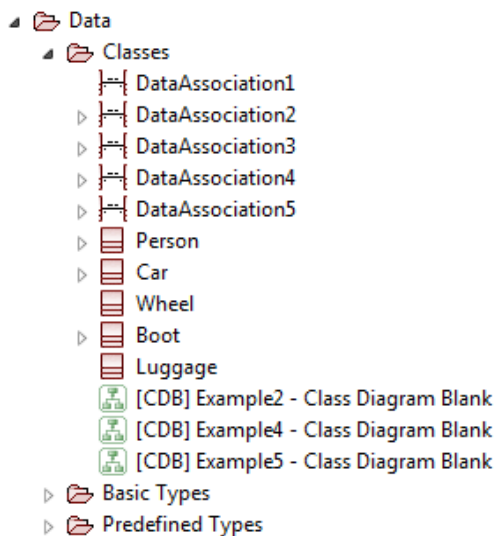 Data
Classes
DataAssociation1
DataAssociation2
DataAssociation3
DataAssociation4
DataAssociation5
Person
Car
Wheel
Boot
Luggage
[CDB] Example2 - Class Diagram Blank
[CDB] Example4 - Class Diagram Blank
[CDB] Example5 - Class Diagram Blank
Basic Types
Predefined Types